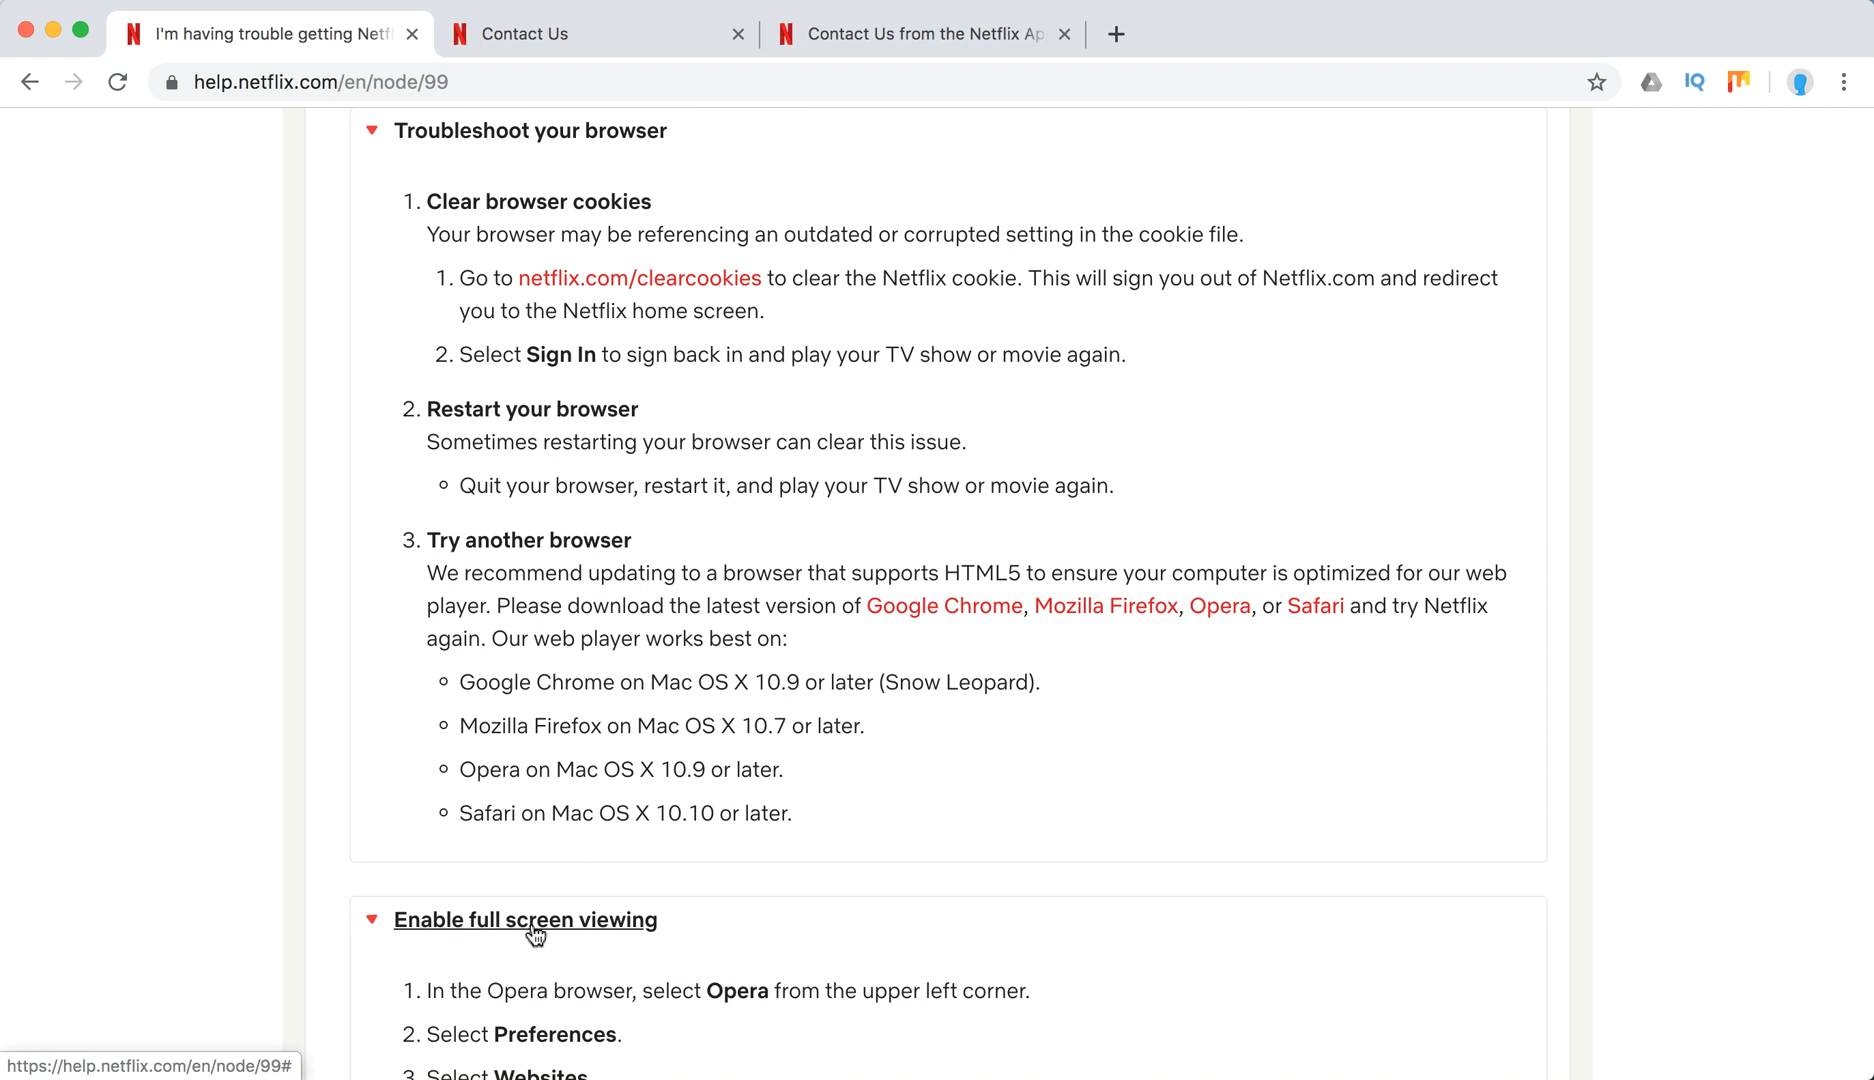 I'm having trouble getting Netfl
Contact Us
Contact Us from the Netflix Ap
help.netflix.com/en/node/99
IQ
Troubleshoot your browser
1. Clear browser cookies
Your browser may be referencing an outdated or corrupted setting in the cookie file.
1. Go to netflix.com/clearcookies to clear the Netflix cookie. This will sign you out of Netflix.com and redirect
you to the Netflix home screen.
2. Select Sign In to sign back in and play your TV show or movie again.
2. Restart your browser
Sometimes restarting your browser can clear this issue.
Quit your browser, restart it, and play your TV show or movie again.
3. Try another browser
We recommend updating to a browser that supports HTML5 to ensure your computer is optimized for our web
player. Please download the latest version of Google Chrome, Mozilla Firefox, Opera, or Safari and try Netflix
again. Our web player works best on:
Google Chrome on Mac OS X 10.9 or later (Snow Leopard).
Mozilla Firefox on Mac OS X 10.7 or later.
Opera on Mac OS X 10.9 or later.
Safari on Mac OS X 10.10 or later.
Enable full screen viewing
1. In the Opera browser, select Opera from the upper left corner.
2. Select Preferences.
3. Select Websites
https://help.netflix.com/en/node/99#